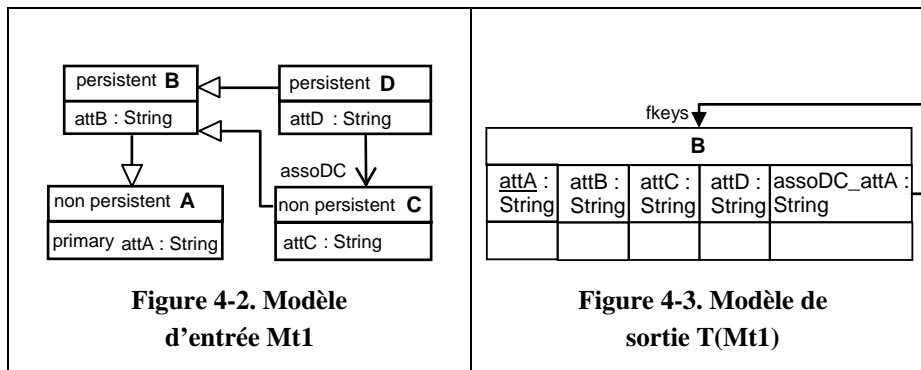 persistent B
persistent D
attB : String
attD : String
assoDC
non persistent A
non persistent C
primary attA : String
attC : String
Figure 4-2. Modèle
d'entrée Mt1
fkeys
B
attA : attB : attC : attD : assoDC_attA :
String String String String String
Figure 4-3. Modèle de
sortie T(Mt1)